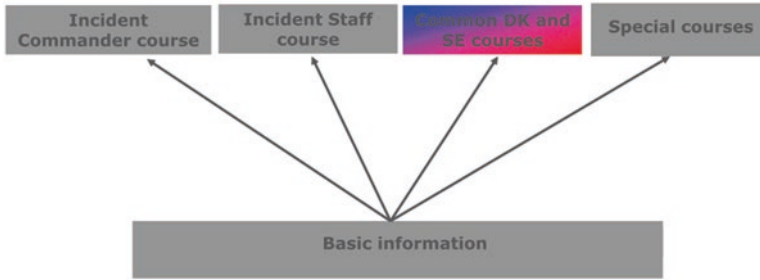 Incident
Commander course
Incident Staff
course
Common DK and
SE courses
Special courses
Basic information